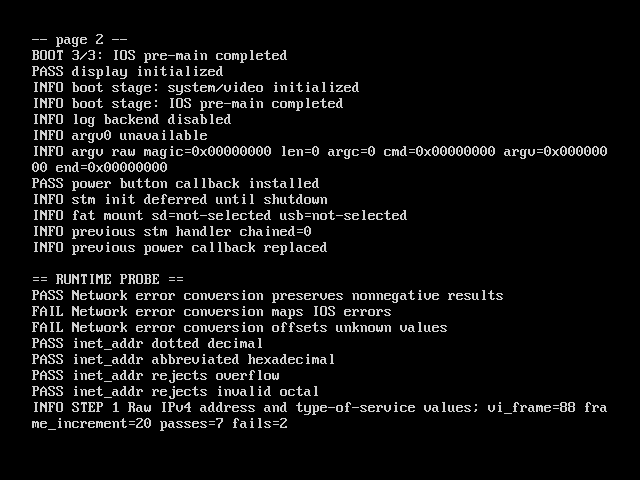 -- page 2 --
BOOT 3/3: IOS pre-main completed
PASS display initialized
INFO boot stage: system/video initialized
INFO boot stage: IOS pre-main completed
INFO log backend disabled
INFO argv0 unavailable
INFO argv raw magic=0x00000000 len=0 argc=0 cmd=0x00000000 argv=0x000000
00 end=0x00000000
PASS power button callback installed
INFO stm init deferred until shutdown
INFO fat mount sd=not-selected usb=not-selected
INFO previous stm handler chained=0
INFO previous power callback replaced
== RUNTIME PROBE ==
PASS Network error conversion preserves nonnegative results
FAIL Network error conversion maps IOS errors
FAIL Network error conversion offsets unknown values
PASS inet_addr dotted decimal
PASS inet_addr abbreviated hexadecimal
PASS inet_addr rejects overflow
PASS inet_addr rejects invalid octal
INFO STEP 1 Raw IPv4 address and type-of-service values; vi_frame=88 fra
me_increment=20 passes=7 fails=2